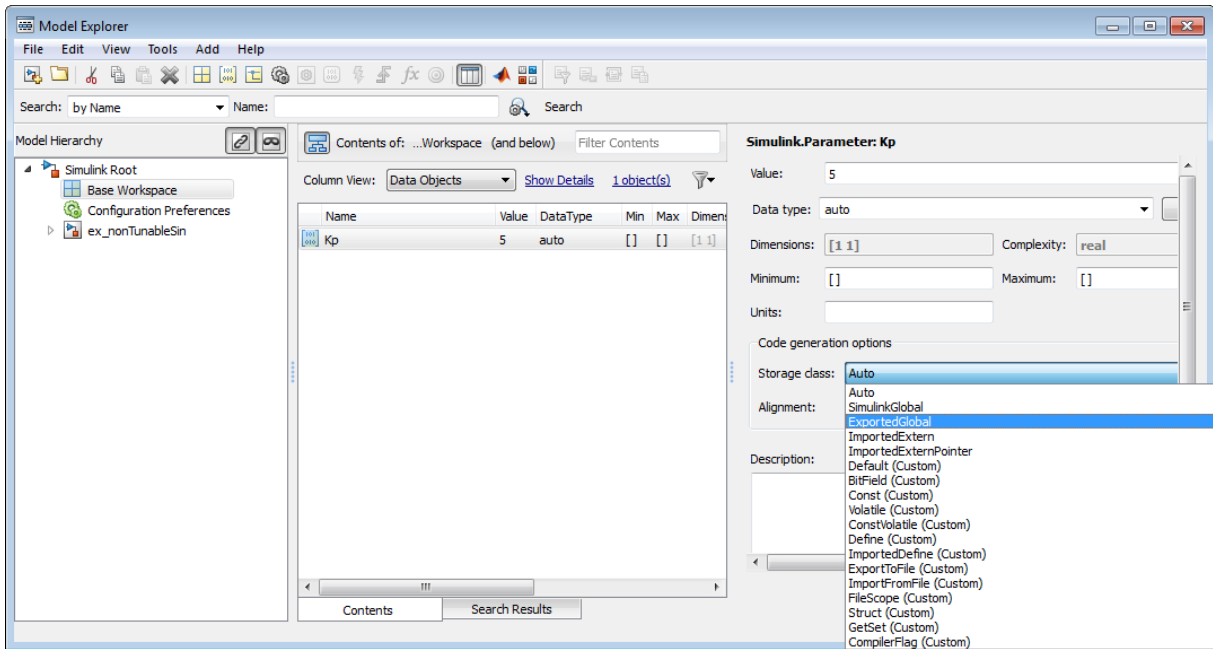 Model Explorer
File Edit View Tools Add Help
Search: by Name Name: Search
Model Hierarchy
Simulink Root
Base Workspace
Configuration Preferences
ex_nonTunableSin
Contents of: ...Workspace (and below) Filter Contents
Column View: Data Objects Show Details 1 object(s)
Name Value DataType Min Max Dimens
Kp 5 auto [] [] [1 1]
Contents Search Results
Simulink.Parameter: Kp
Value: 5
Data type: auto
Dimensions: [1 1] Complexity: real
Minimum: [] Maximum: []
Units:
Code generation options
Storage class: Auto
Alignment:
Description:
Auto
SimulinkGlobal
ExportedGlobal
ImportedExtern
ImportedExternPointer
Default (Custom)
BitField (Custom)
Const (Custom)
Volatile (Custom)
ConstVolatile (Custom)
Define (Custom)
ImportedDefine (Custom)
ExportToFile (Custom)
ImportFromFile (Custom)
FileScope (Custom)
Struct (Custom)
GetSet (Custom)
CompilerFlag (Custom)